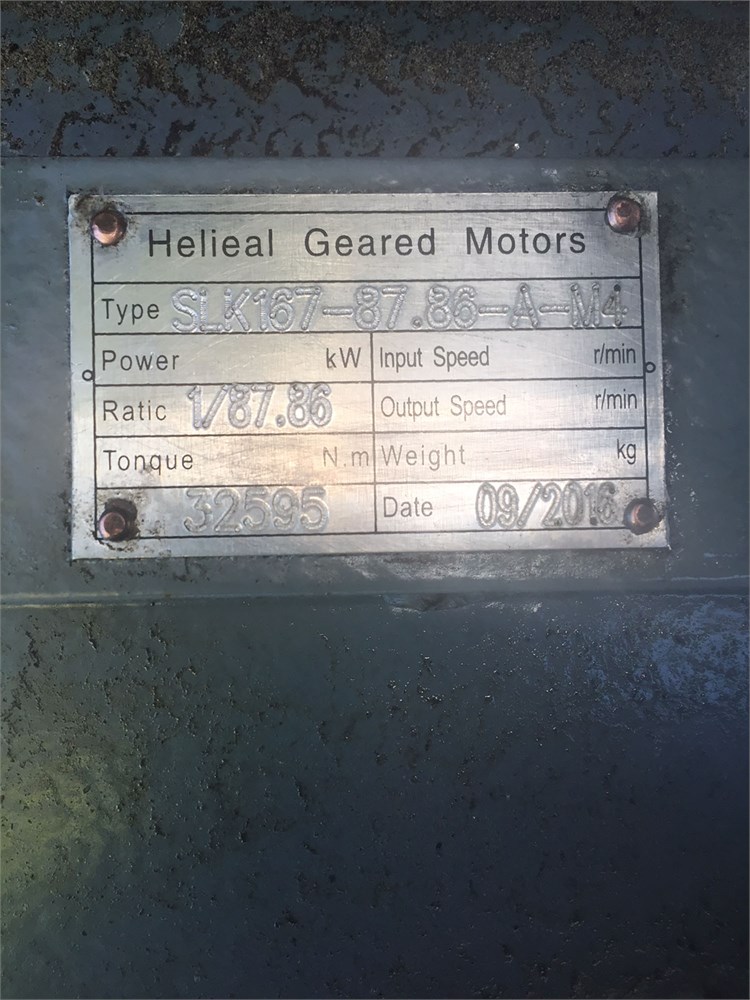 Helieal Geared Motors
Type SLK167-87.86-A-M4
Power kW Input Speed r/min
Ratic 1/87.86 Output Speed r/min
Tonque N.m Weight kg
32595 Date 09/2016